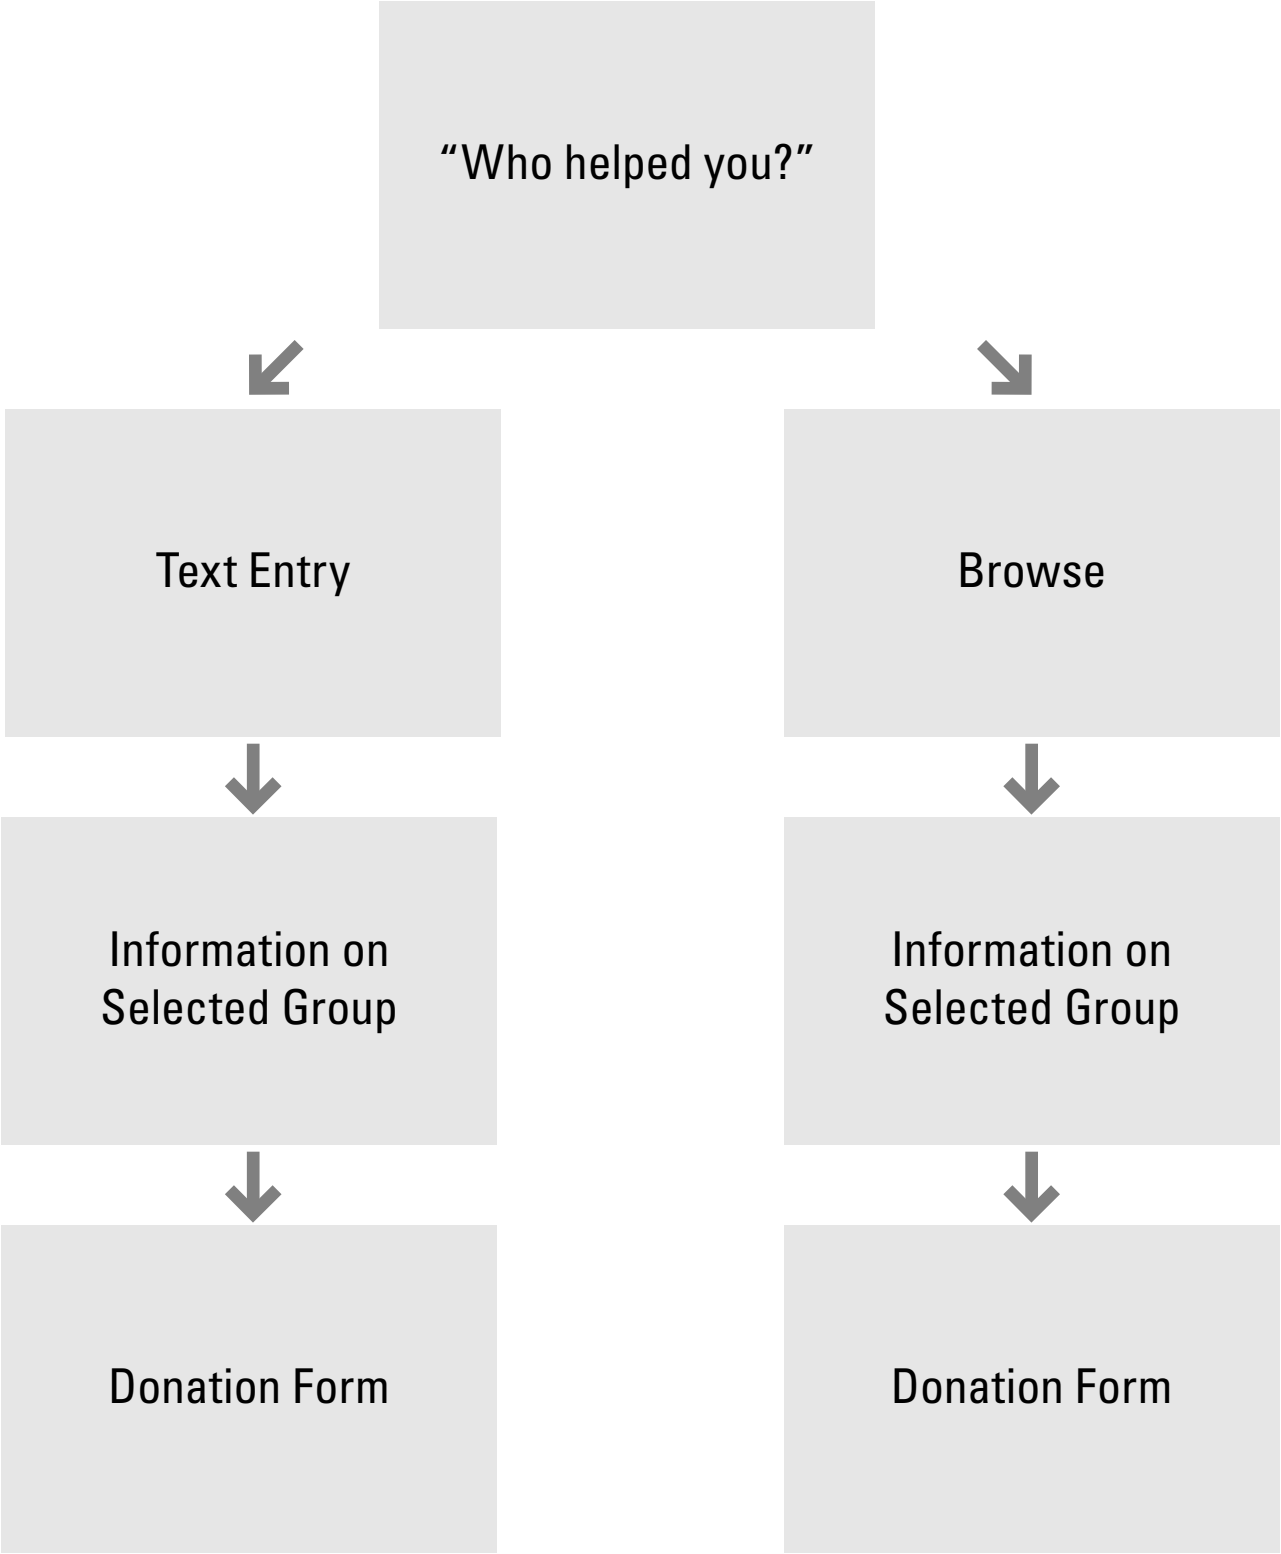 “Who helped you?”
Text Entry
Browse
Information on
Selected Group
Information on
Selected Group
Donation Form
Donation Form